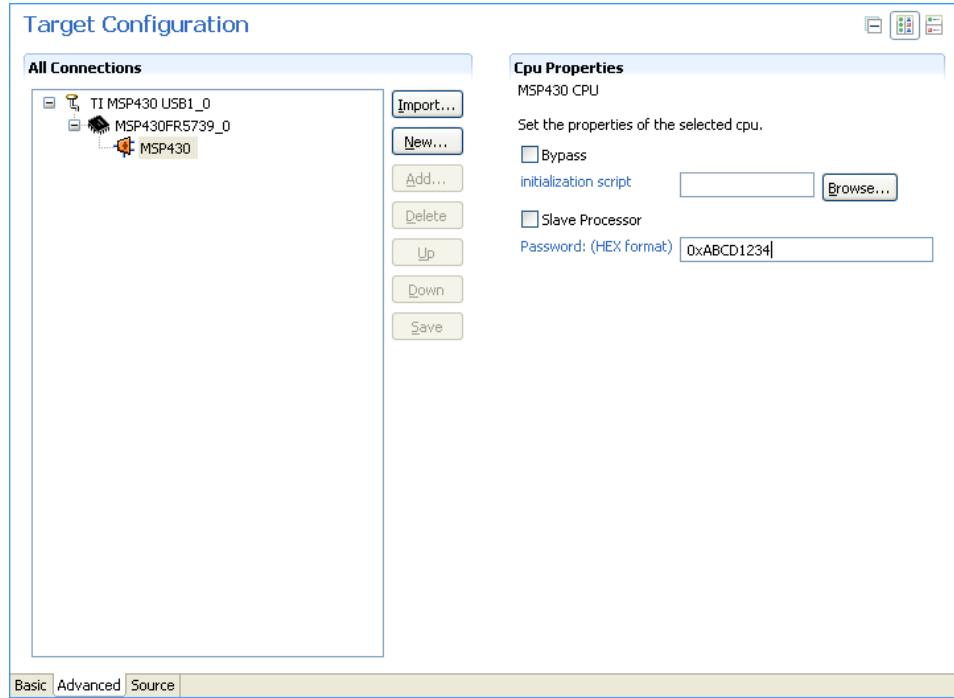 Target Configuration
All Connections
TI MSP430 USB1_0
MSP430FR5739_0
MSP430
Import...
New...
Add...
Delete
Up
Down
Save
Cpu Properties
MSP430 CPU
Set the properties of the selected cpu.
Bypass
initialization script
Browse...
Slave Processor
Password: (HEX format)
0xABCD1234
Basic Advanced Source